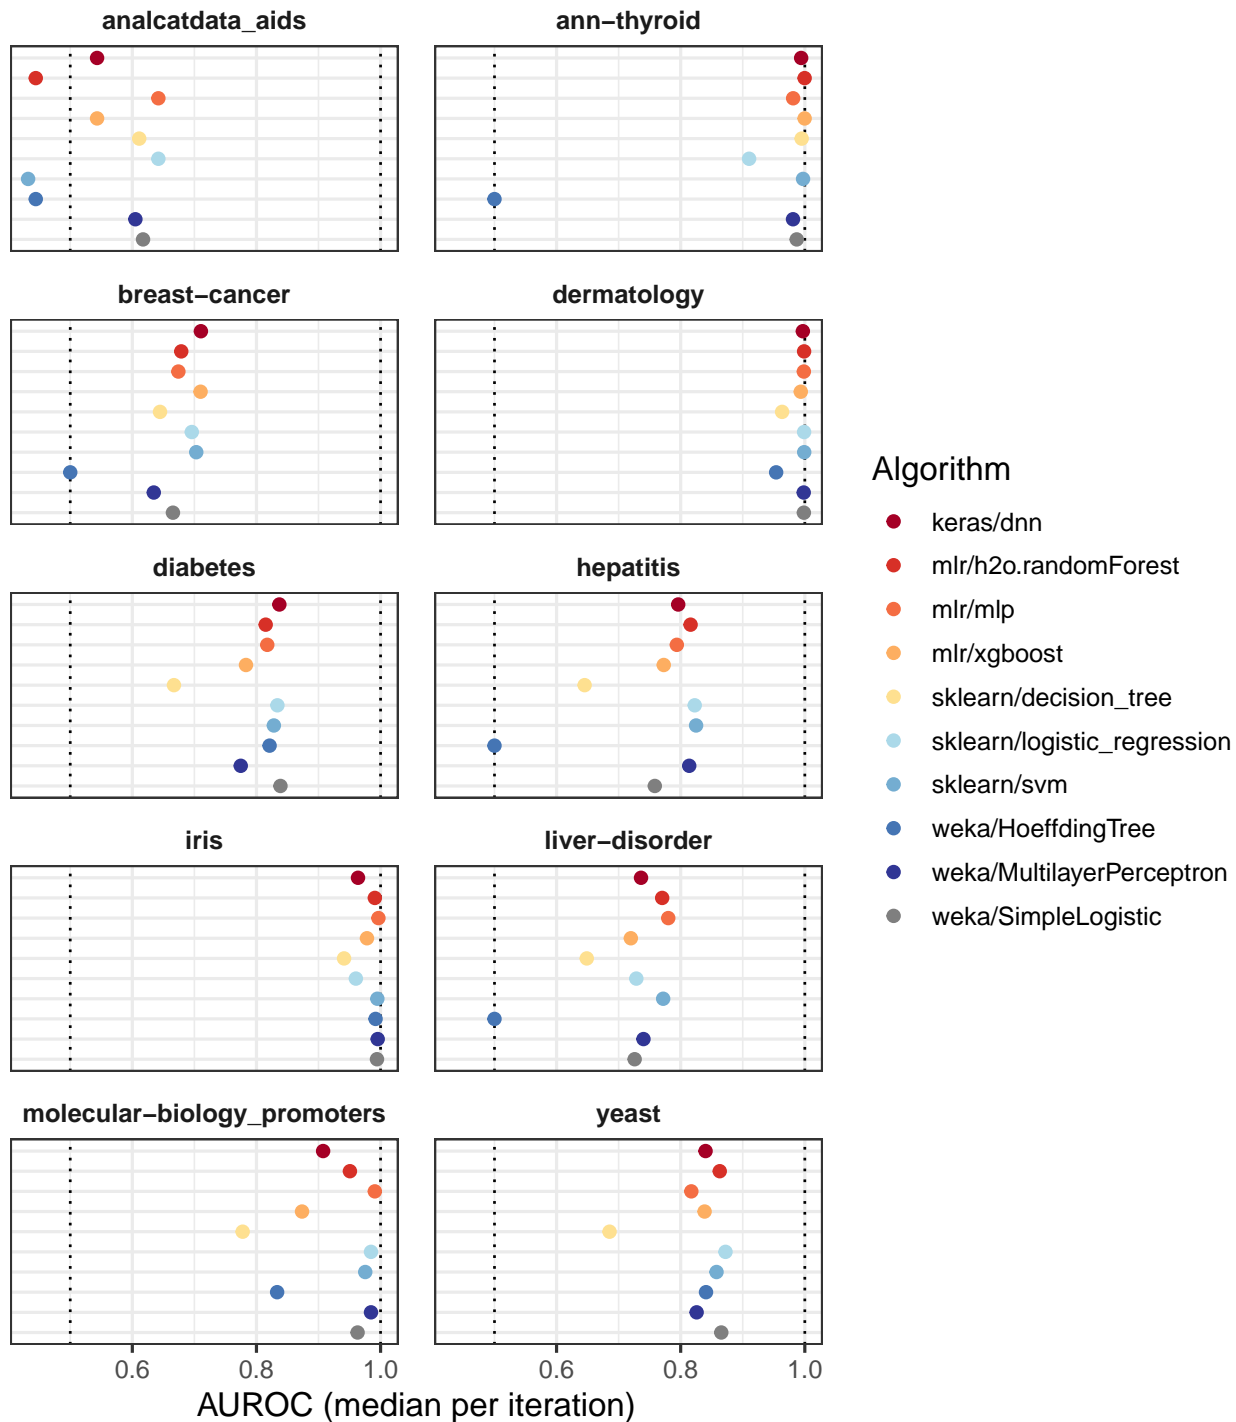 analcatdata_aids
ann−thyroid
breast−cancer
dermatology
diabetes
hepatitis
iris
liver−disorder
molecular−biology_promoters
yeast
0.6 0.8 1.0
0.6 0.8 1.0
AUROC (median per iteration)
Algorithm
keras/dnn
mlr/h2o.randomForest
mlr/mlp
mlr/xgboost
sklearn/decision_tree
sklearn/logistic_regression
sklearn/svm
weka/HoeffdingTree
weka/MultilayerPerceptron
weka/SimpleLogistic